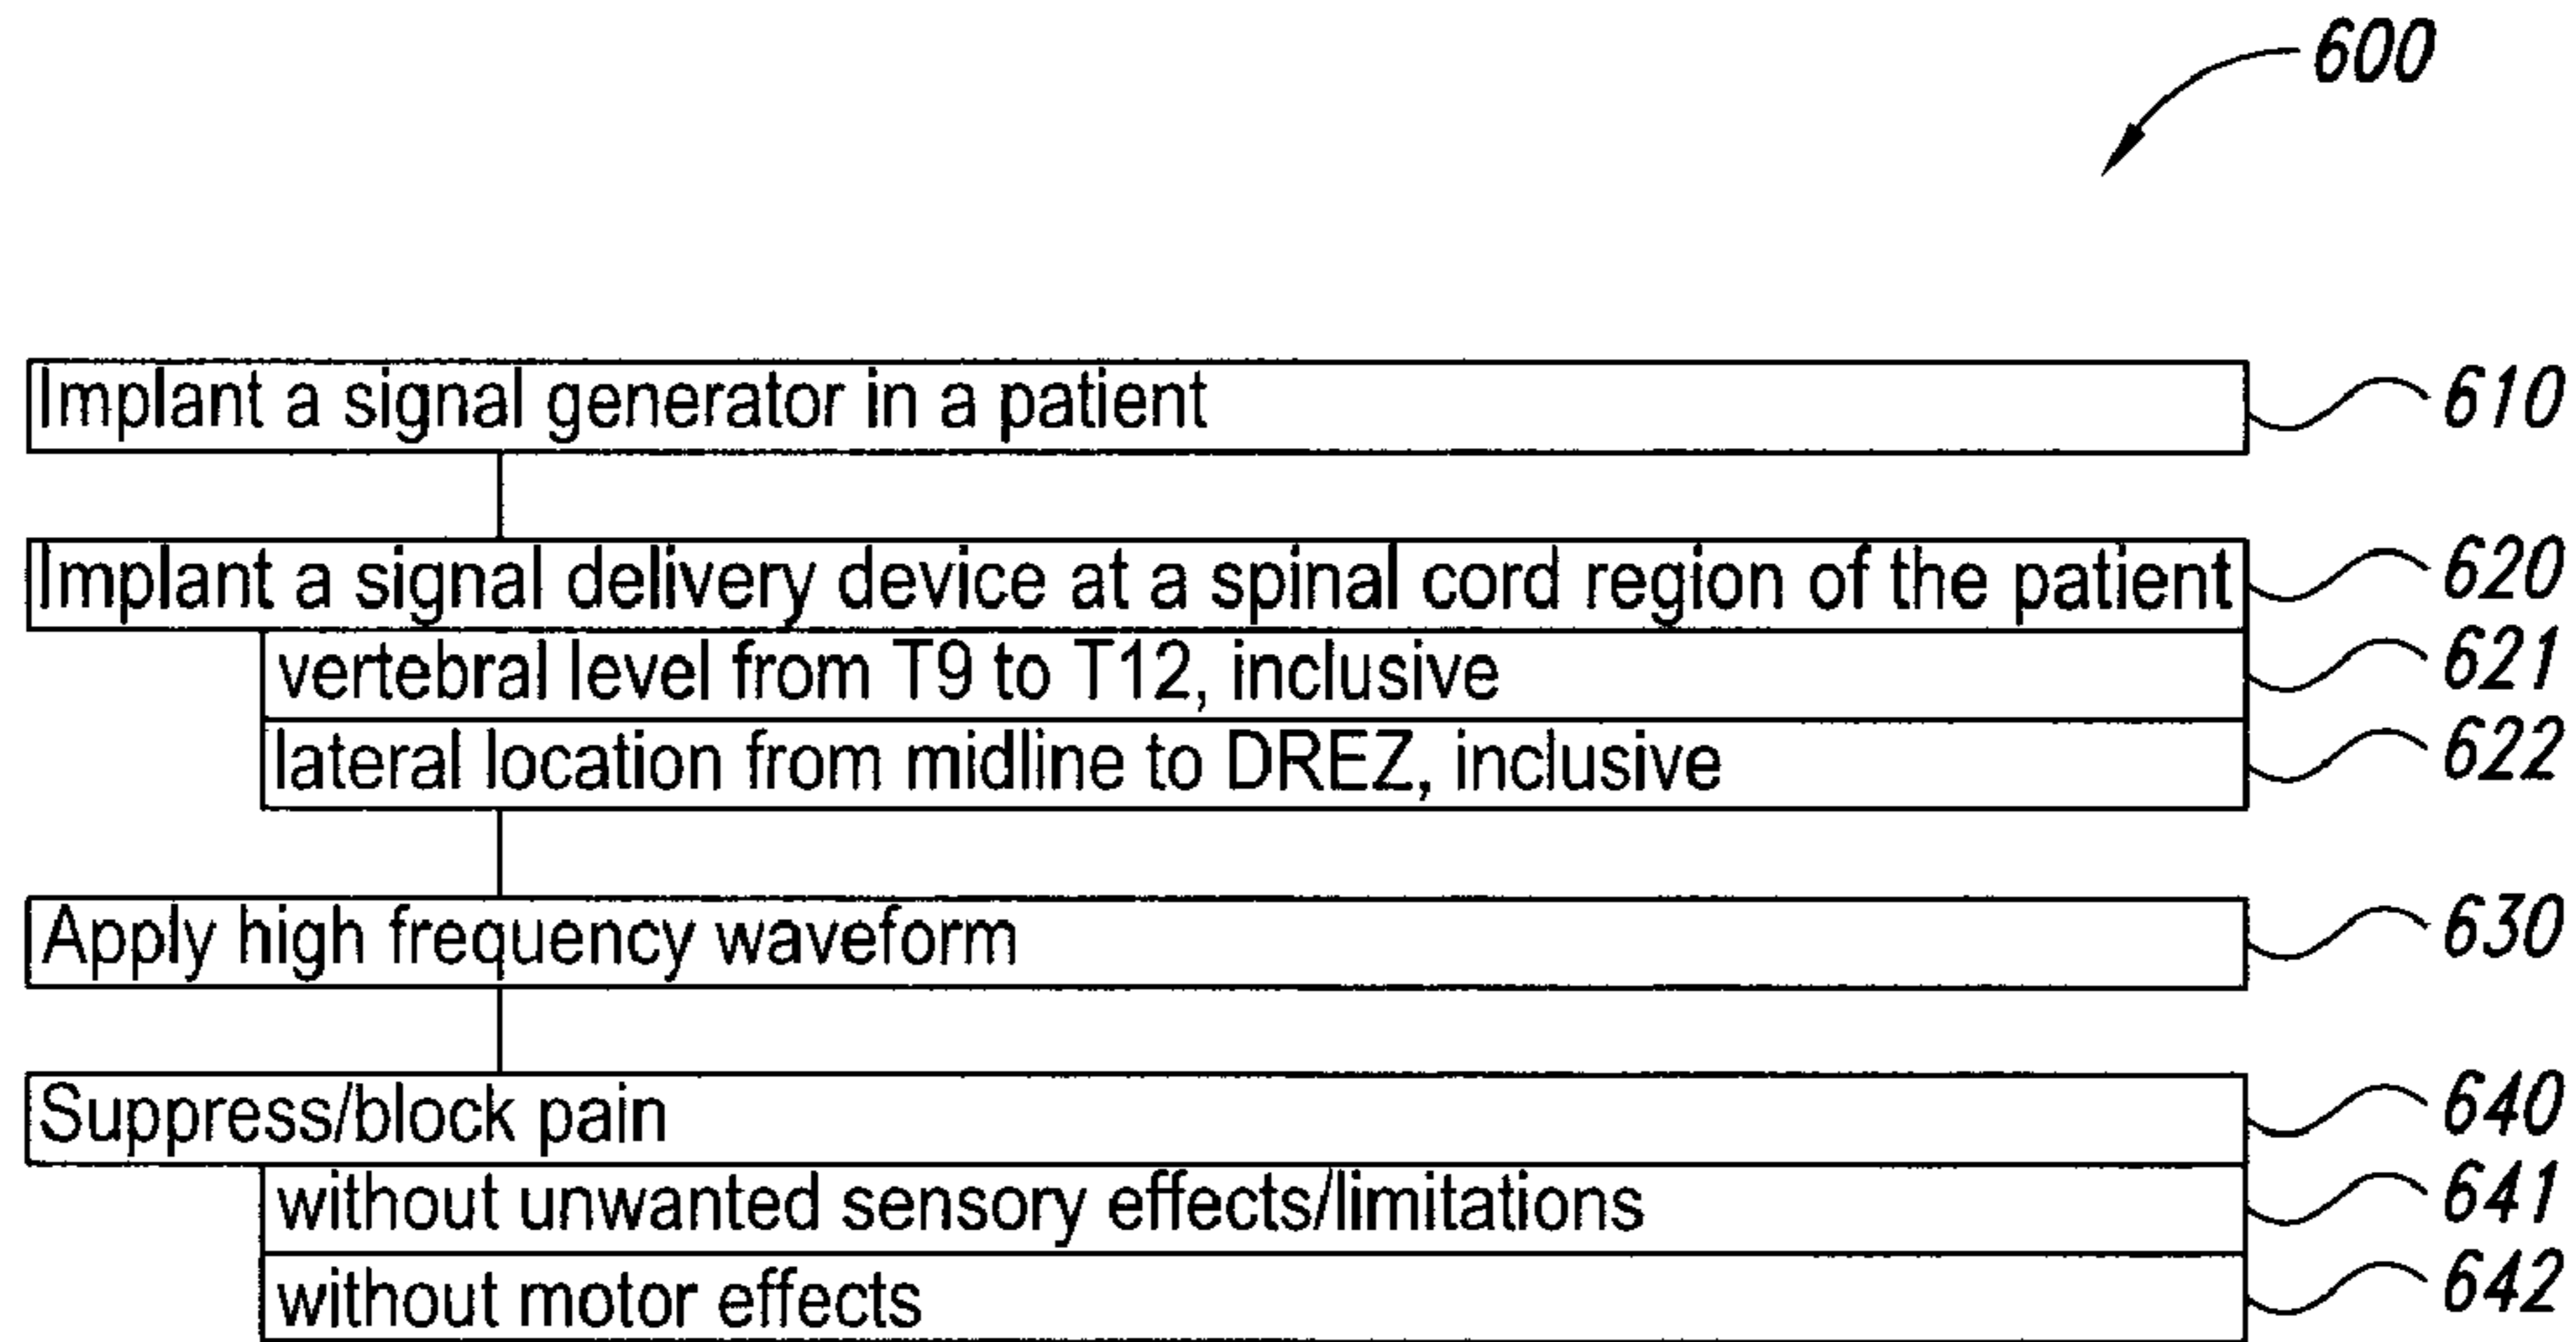 600
Implant a signal generator in a patient 610
Implant a signal delivery device at a spinal cord region of the patient 620
vertebral level from T9 to T12, inclusive 621
lateral location from midline to DREZ, inclusive 622
Apply high frequency waveform 630
Suppress/block pain 640
without unwanted sensory effects/limitations 641
without motor effects 642